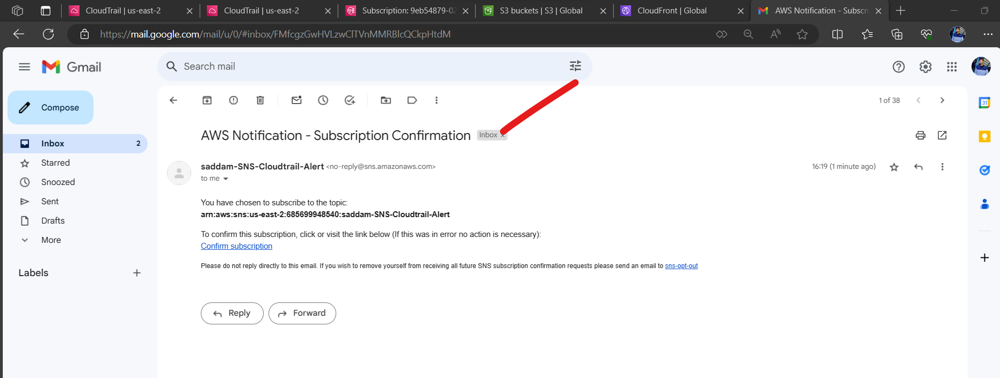 CloudTrail | us-east-2
CloudTrail | us-east-2
Subscription: 9eb54879-02
S3 buckets | S3 | Global
CloudFront | Global
AWS Notification - Subscri
https://mail.google.com/mail/u/0/#inbox/FMfcgzGwHVLzwClTVnMMRBlcQCkpHtdM
Gmail
Search mail
Compose
1 of 38
31
AWS Notification - Subscription Confirmation
Inbox ×
Inbox 2
Starred
Snoozed
Sent
Drafts
More
Labels
saddam-SNS-Cloudtrail-Alert <no-reply@sns.amazonaws.com>
16:19 (1 minute ago)
to me
You have chosen to subscribe to the topic:
arn:aws:sns:us-east-2:685699948540:saddam-SNS-Cloudtrail-Alert
To confirm this subscription, click or visit the link below (If this was in error no action is necessary):
Confirm subscription
Please do not reply directly to this email. If you wish to remove yourself from receiving all future SNS subscription confirmation requests please send an email to sns-opt-out
Reply
Forward